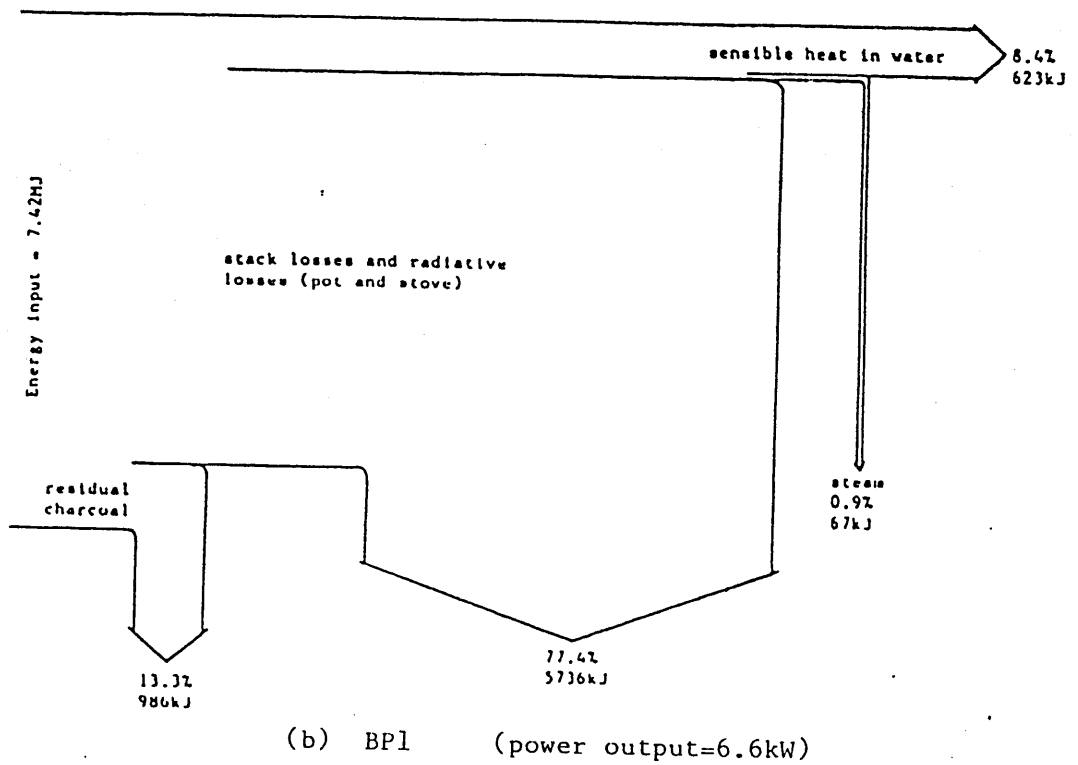 sensible heat in water
8.4%
623kJ
Energy input = 7.42MJ
stack losses and radiative
losses (pot and stove)
residual
charcoal
steam
0.9%
67kJ
13.3%
986kJ
77.4%
5736kJ
(b) BP1 (power output=6.6kW)